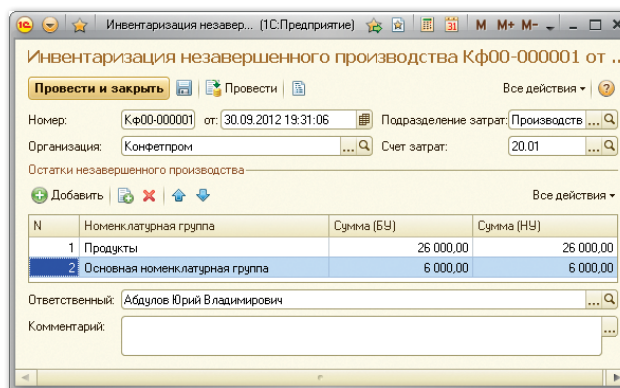 Инвентаризация незавер... (1С:Предприятие) 31 M M+ M-
Инвентаризация незавершенного производства Кф00-000001 от ..
Провести и закрыть Провести Все действия ?
Номер: Кф00-000001 от: 30.09.2012 19:31:06 Подразделение затрат: Производств ...
Организация: Конфетпром ... Счет затрат: 20.01 ...
Остатки незавершенного производства
Добавить Все действия
N Номенклатурная группа Сумма (БУ) Сумма (НУ)
1 Продукты 26 000,00 26 000,00
2 Основная номенклатурная группа 6 000,00 6 000,00
Ответственный: Абдулов Юрий Владимирович ...
Комментарий: ...